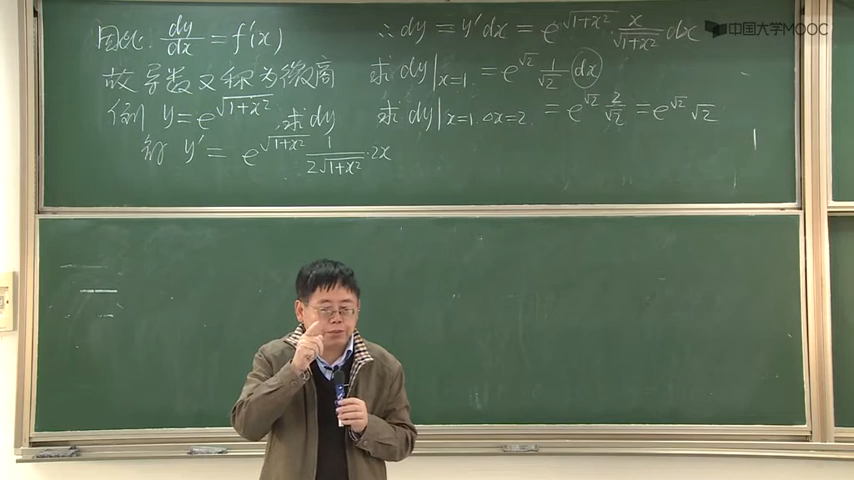 因此 dy/dx = f'(x)
故导数又称为微商
例 y = e^√(1+x²), 求dy
解 y' = e^√(1+x²) 1/(2√(1+x²)) · 2x
∴ dy = y'dx = e^√(1+x²) · x/√(1+x²) dx
求 dy|x=1 = e^√2 1/√2 dx
求 dy|x=1, △x=2 = e^√2 2/√2 = e^√2 √2
中国大学MOOC